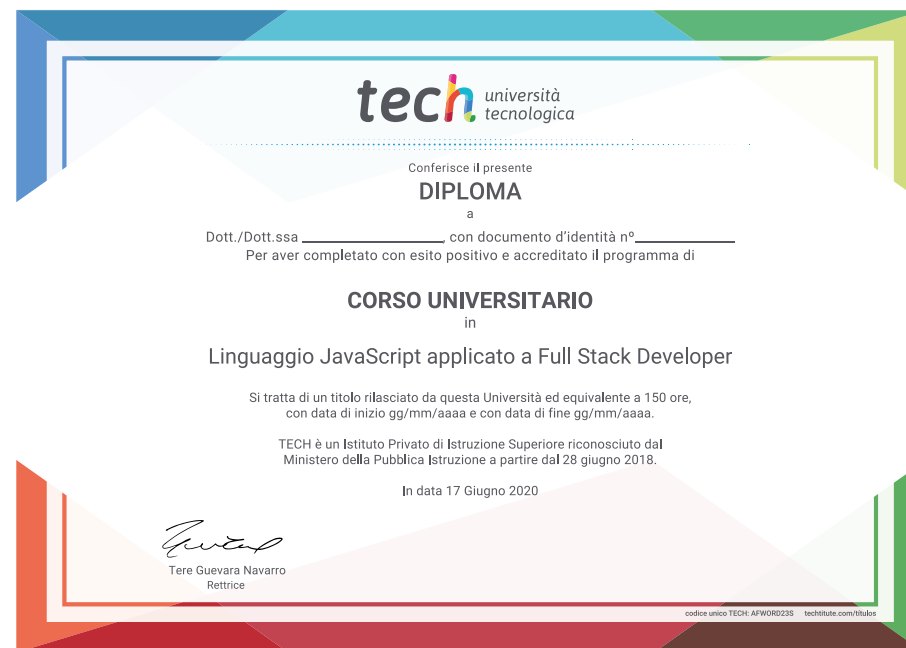 tech università
tecnologica
Conferisce il presente
DIPLOMA
a
Dott./Dott.ssa ________________, con documento d'identità nº____________
Per aver completato con esito positivo e accreditato il programma di
CORSO UNIVERSITARIO
in
Linguaggio JavaScript applicato a Full Stack Developer
Si tratta di un titolo rilasciato da questa Università ed equivalente a 150 ore,
con data di inizio gg/mm/aaaa e con data di fine gg/mm/aaaa.
TECH è un Istituto Privato di Istruzione Superiore riconosciuto dal
Ministero della Pubblica Istruzione a partire dal 28 giugno 2018.
In data 17 Giugno 2020
Tere Guevara Navarro
Rettrice
codice unico TECH: AFWORD23S techtitute.com/títulos